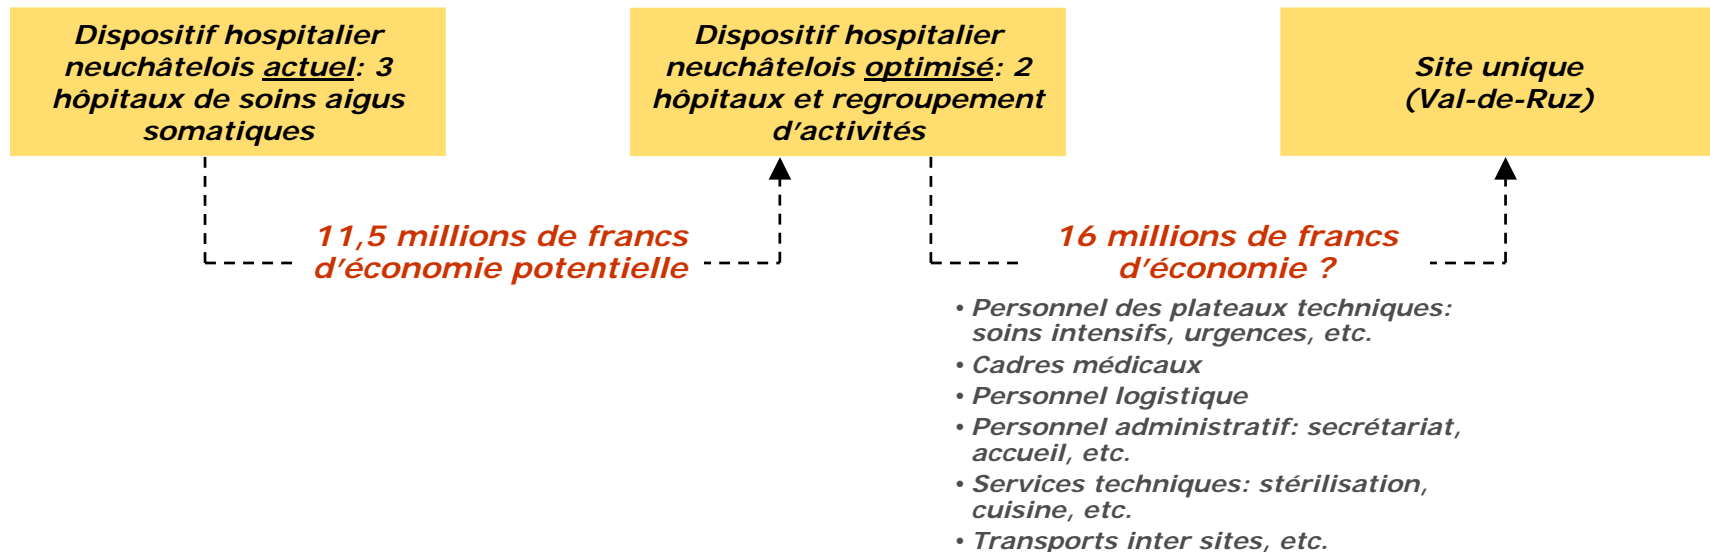 Dispositif hospitalier
neuchâtelois actuel: 3
hôpitaux de soins aigus
somatiques
Dispositif hospitalier
neuchâtelois optimisé: 2
hôpitaux et regroupement
d’activités
Site unique
(Val-de-Ruz)
11,5 millions de francs
d’économie potentielle
16 millions de francs
d’économie ?
• Personnel des plateaux techniques:
soins intensifs, urgences, etc.
• Cadres médicaux
• Personnel logistique
• Personnel administratif: secrétariat,
accueil, etc.
• Services techniques: stérilisation,
cuisine, etc.
• Transports inter sites, etc.